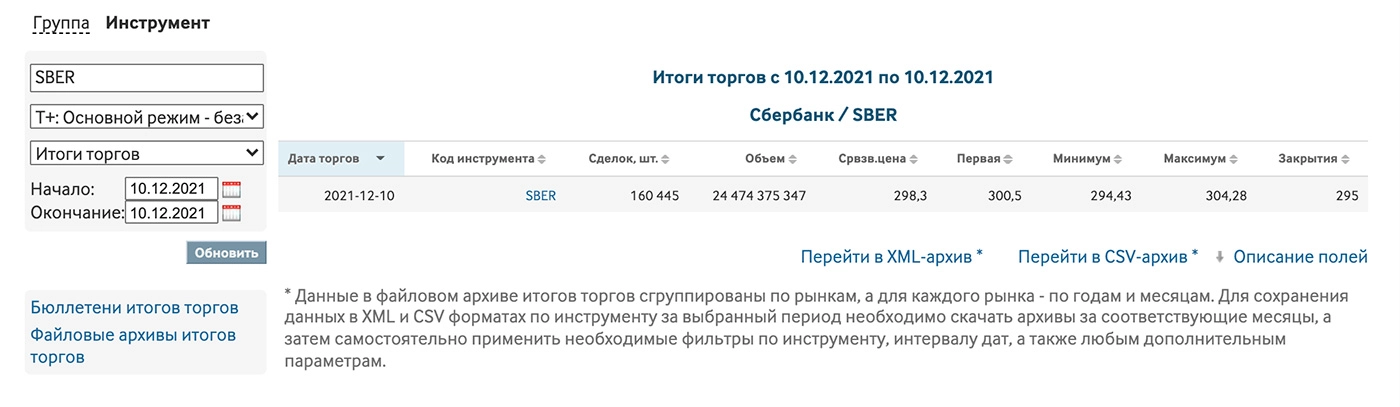 Группа Инструмент
SBER
Т+: Основной режим - беза
Итоги торгов
Начало: 10.12.2021
Окончание: 10.12.2021
Обновить
Бюллетени итогов торгов
Файловые архивы итогов
торгов
Итоги торгов с 10.12.2021 по 10.12.2021
Сбербанк / SBER
Дата торгов Код инструмента Сделок, шт. Объем Срвзв.цена Первая Минимум Максимум Закрытия
2021-12-10 SBER 160 445 24 474 375 347 298,3 300,5 294,43 304,28 295
Перейти в XML-архив * Перейти в CSV-архив * Описание полей
* Данные в файловом архиве итогов торгов сгруппированы по рынкам, а для каждого рынка - по годам и месяцам. Для сохранения
данных в XML и CSV форматах по инструменту за выбранный период необходимо скачать архивы за соответствующие месяцы, а
затем самостоятельно применить необходимые фильтры по инструменту, интервалу дат, а также любым дополнительным
параметрам.